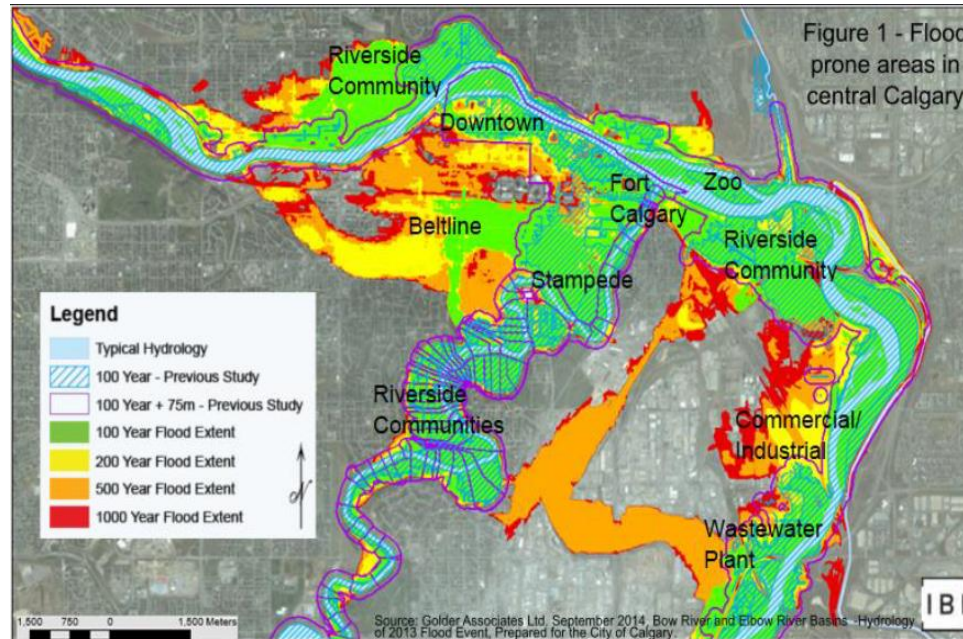 Figure 1 - Flood
prone areas in
central Calgary
Riverside
Community
Downtown
Fort
Calgary
Zoo
Beltline
Riverside
Community
Stampede
Legend
Typical Hydrology
100 Year - Previous Study
100 Year + 75m - Previous Study
100 Year Flood Extent
200 Year Flood Extent
500 Year Flood Extent
1000 Year Flood Extent
N
Riverside
Communities
Commercial/
Industrial
Wastewater
Plant
1,500 750 0 1,500 Meters
Source: Golder Associates Ltd, September 2014, Bow River and Elbow River Basins -Hydrology
of 2013 Flood Event, Prepared for the City of Calgary.
IBI